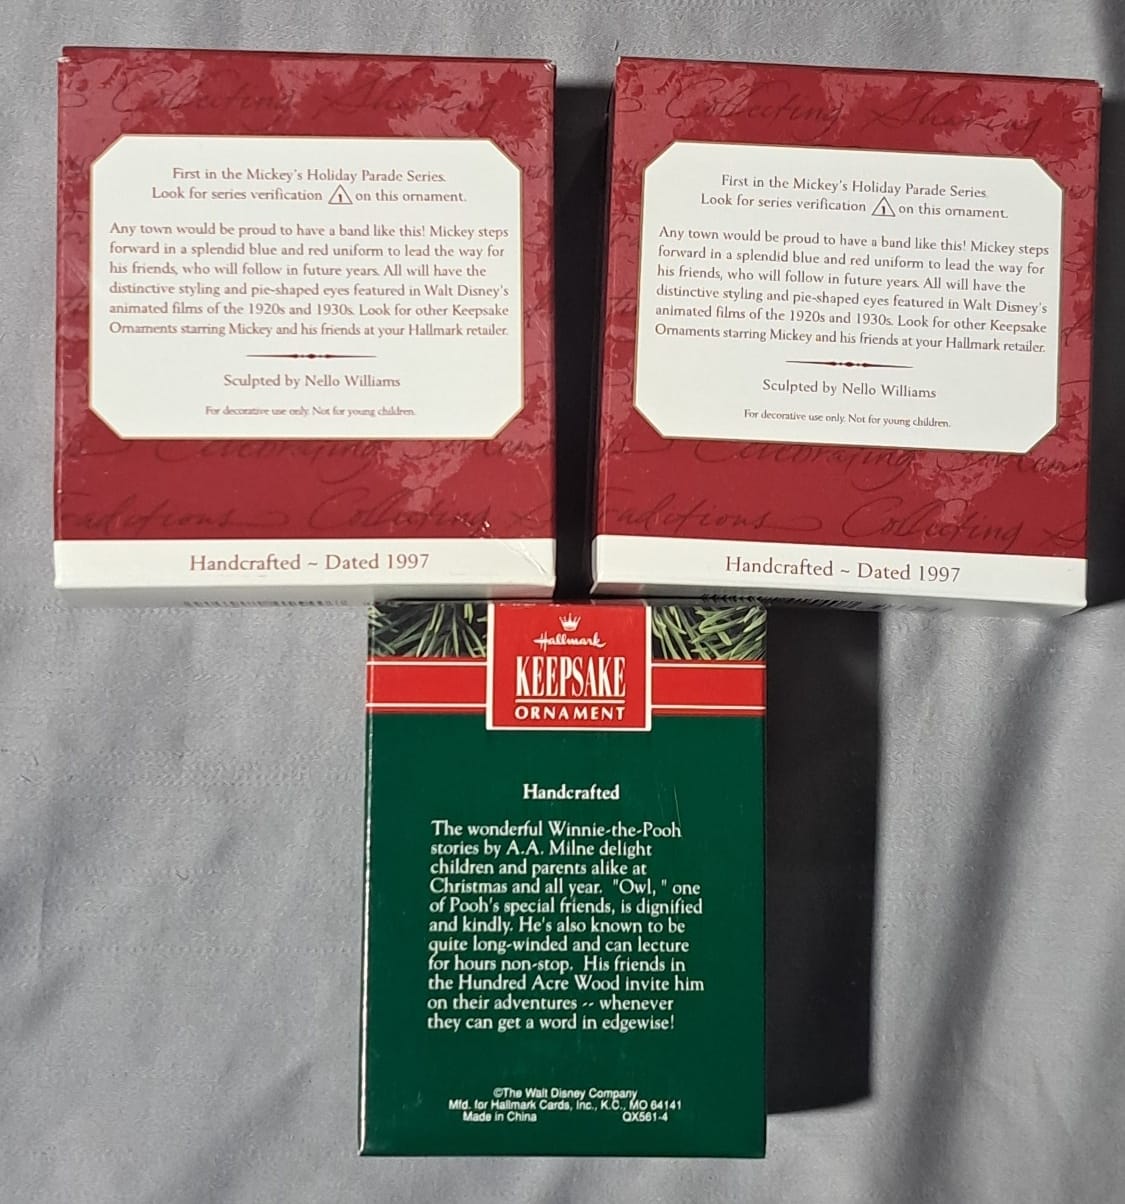 Collecting Sharing
First in the Mickey's Holiday Parade Series.
Look for series verification 1 on this ornament.
Any town would be proud to have a band like this! Mickey steps
forward in a splendid blue and red uniform to lead the way for
his friends, who will follow in future years. All will have the
distinctive styling and pie-shaped eyes featured in Walt Disney's
animated films of the 1920s and 1930s. Look for other Keepsake
Ornaments starring Mickey and his friends at your Hallmark retailer.
Sculpted by Nello Williams
For decorative use only. Not for young children.
Celebrating
Traditions Collecting
Handcrafted ~ Dated 1997
Collecting Sharing
First in the Mickey's Holiday Parade Series.
Look for series verification 1 on this ornament.
Any town would be proud to have a band like this! Mickey steps
forward in a splendid blue and red uniform to lead the way for
his friends, who will follow in future years. All will have the
distinctive styling and pie-shaped eyes featured in Walt Disney's
animated films of the 1920s and 1930s. Look for other Keepsake
Ornaments starring Mickey and his friends at your Hallmark retailer.
Sculpted by Nello Williams
For decorative use only. Not for young children.
Celebrating
Traditions Collecting
Handcrafted ~ Dated 1997
Hallmark
KEEPSAKE
ORNAMENT
Handcrafted
The wonderful Winnie-the-Pooh
stories by A.A. Milne delight
children and parents alike at
Christmas and all year. "Owl, " one
of Pooh's special friends, is dignified
and kindly. He's also known to be
quite long-winded and can lecture
for hours non-stop. His friends in
the Hundred Acre Wood invite him
on their adventures -- whenever
they can get a word in edgewise!
©The Walt Disney Company
Mfd. for Hallmark Cards, Inc., K.C., MO 64141
Made in China QX561-4